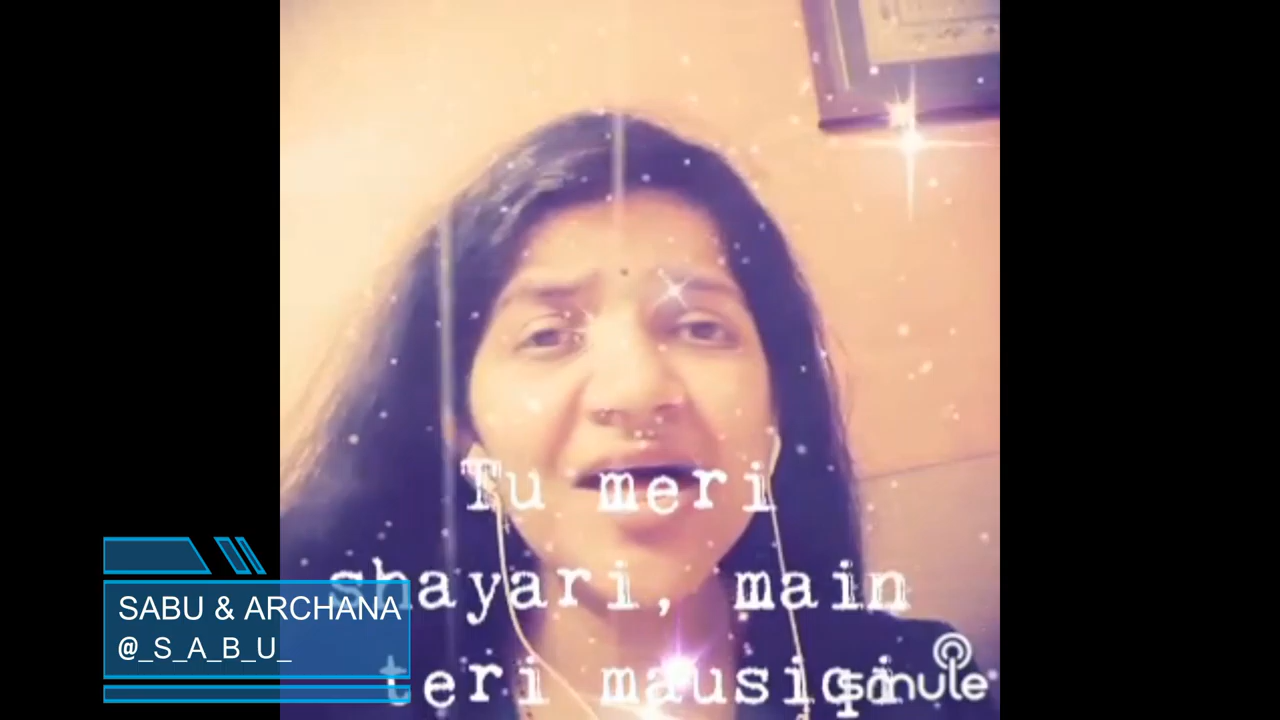 Tu meri
shayari, main
teri mausiqi
SABU & ARCHANA
@_S_A_B_U_
smule